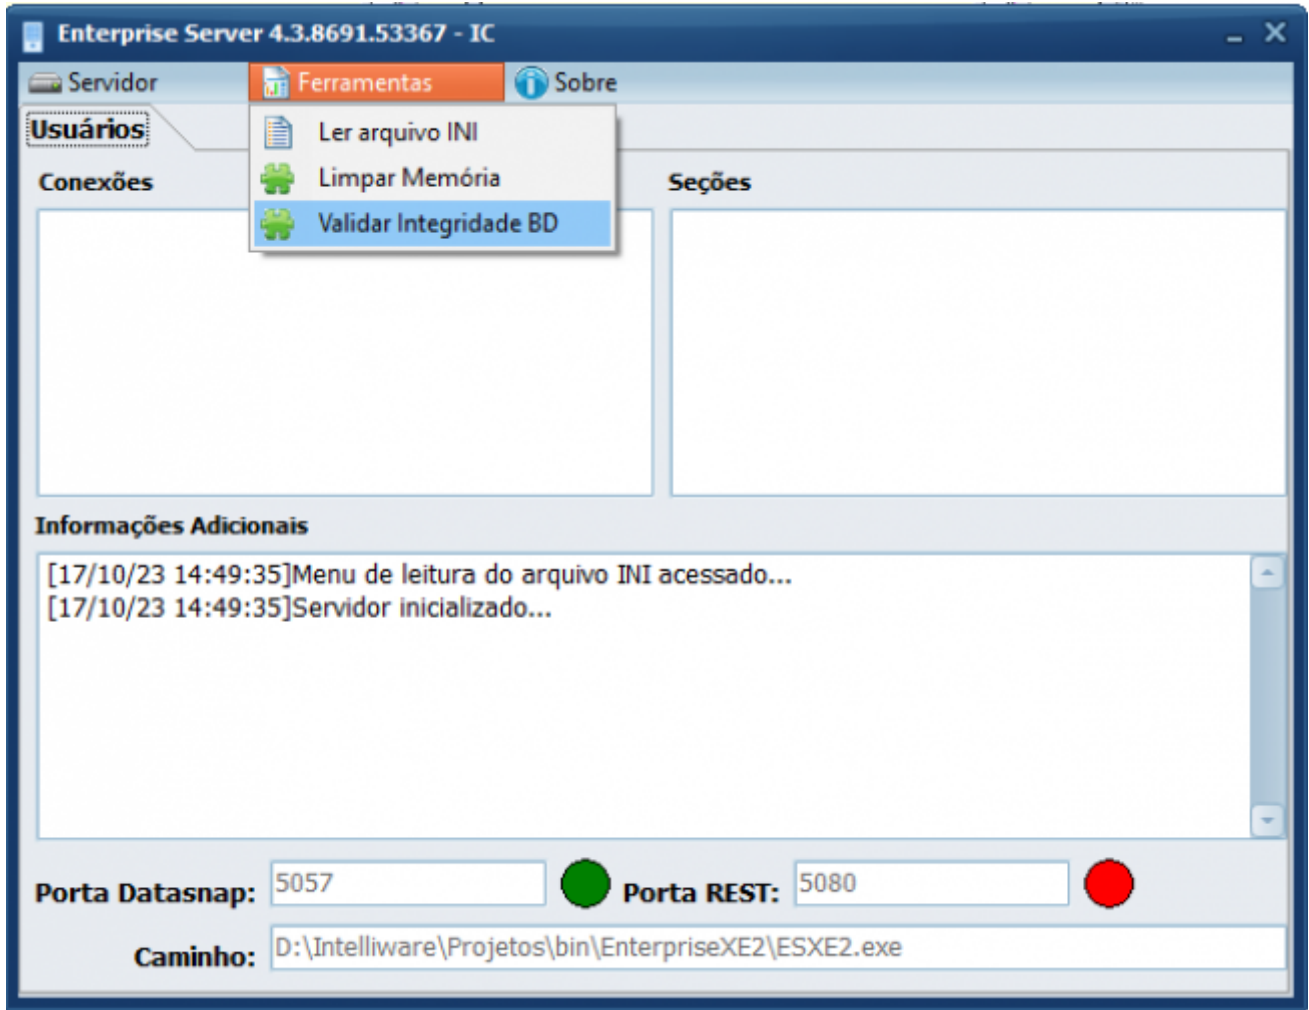 Enterprise Server 4.3.8691.53367 - IC
Servidor Ferramentas Sobre
Usuários
Ler arquivo INI
Limpar Memória
Validar Integridade BD
Conexões Seções
Informações Adicionais
[17/10/23 14:49:35]Menu de leitura do arquivo INI acessado...
[17/10/23 14:49:35]Servidor inicializado...
Porta Datasnap: 5057 Porta REST: 5080
Caminho: D:\Intelliware\Projetos\bin\EnterpriseXE2\ESXE2.exe